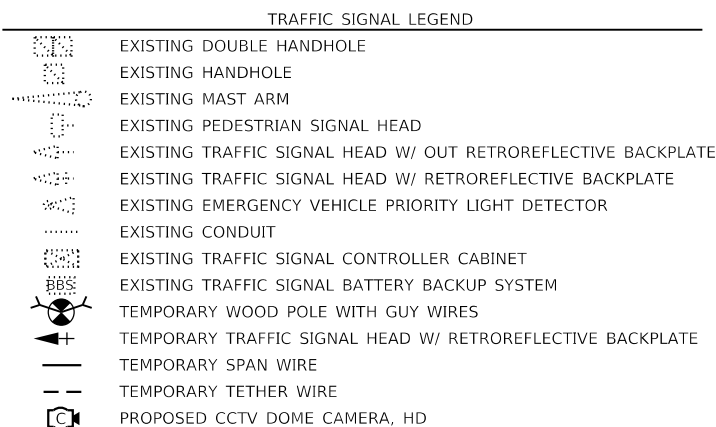 TRAFFIC SIGNAL LEGEND
EXISTING DOUBLE HANDHOLE
EXISTING HANDHOLE
EXISTING MAST ARM
EXISTING PEDESTRIAN SIGNAL HEAD
EXISTING TRAFFIC SIGNAL HEAD W/ OUT RETROREFLECTIVE BACKPLATE
EXISTING TRAFFIC SIGNAL HEAD W/ RETROREFLECTIVE BACKPLATE
EXISTING EMERGENCY VEHICLE PRIORITY LIGHT DETECTOR
EXISTING CONDUIT
EXISTING TRAFFIC SIGNAL CONTROLLER CABINET
BBS EXISTING TRAFFIC SIGNAL BATTERY BACKUP SYSTEM
TEMPORARY WOOD POLE WITH GUY WIRES
TEMPORARY TRAFFIC SIGNAL HEAD W/ RETROREFLECTIVE BACKPLATE
TEMPORARY SPAN WIRE
TEMPORARY TETHER WIRE
C PROPOSED CCTV DOME CAMERA, HD